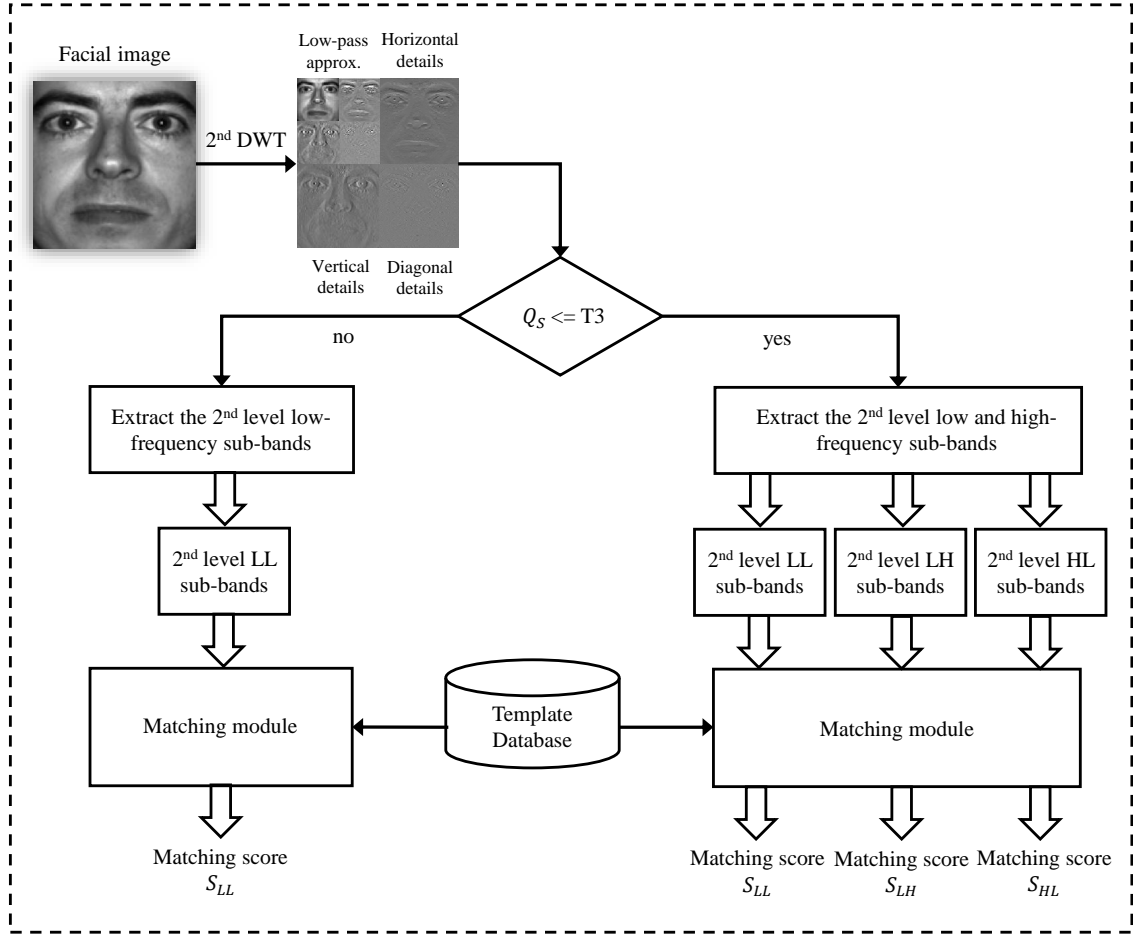 Facial image
Low-pass
approx.
Horizontal
details
2nd DWT
Vertical
details
Diagonal
details
Q_S <= T3
no
yes
Extract the 2nd level low-
frequency sub-bands
Extract the 2nd level low and high-
frequency sub-bands
2nd level LL
sub-bands
2nd level LL
sub-bands
2nd level LH
sub-bands
2nd level HL
sub-bands
Matching module
Template
Database
Matching module
Matching score
S_LL
Matching score
S_LL
Matching score
S_LH
Matching score
S_HL